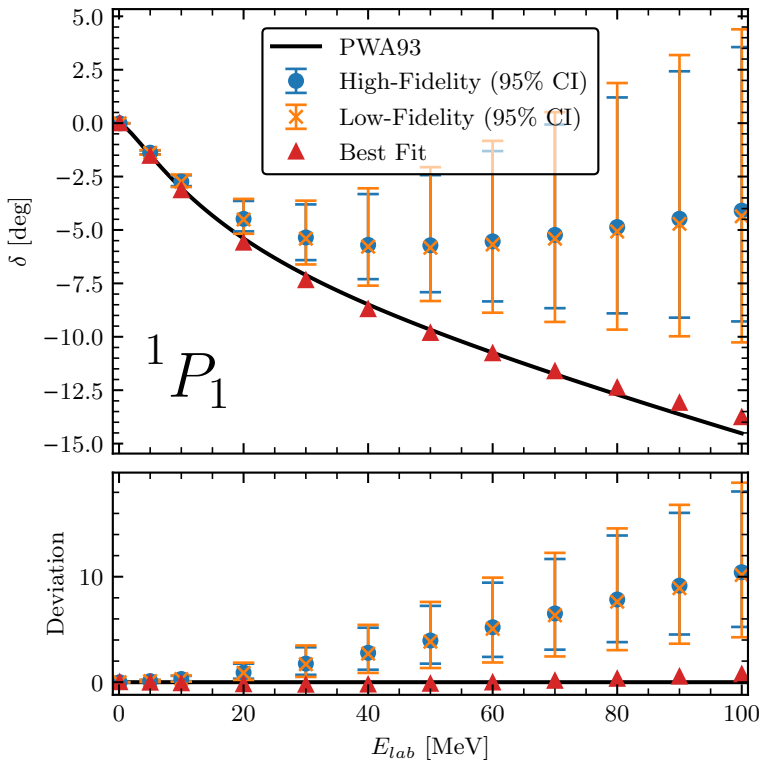 5.0
2.5
0.0
−2.5
−5.0
−7.5
−10.0
−12.5
−15.0
δ [deg]
PWA93
High-Fidelity (95% CI)
Low-Fidelity (95% CI)
Best Fit
¹P₁
10
0
Deviation
0 20 40 60 80 100
E_{lab} [MeV]